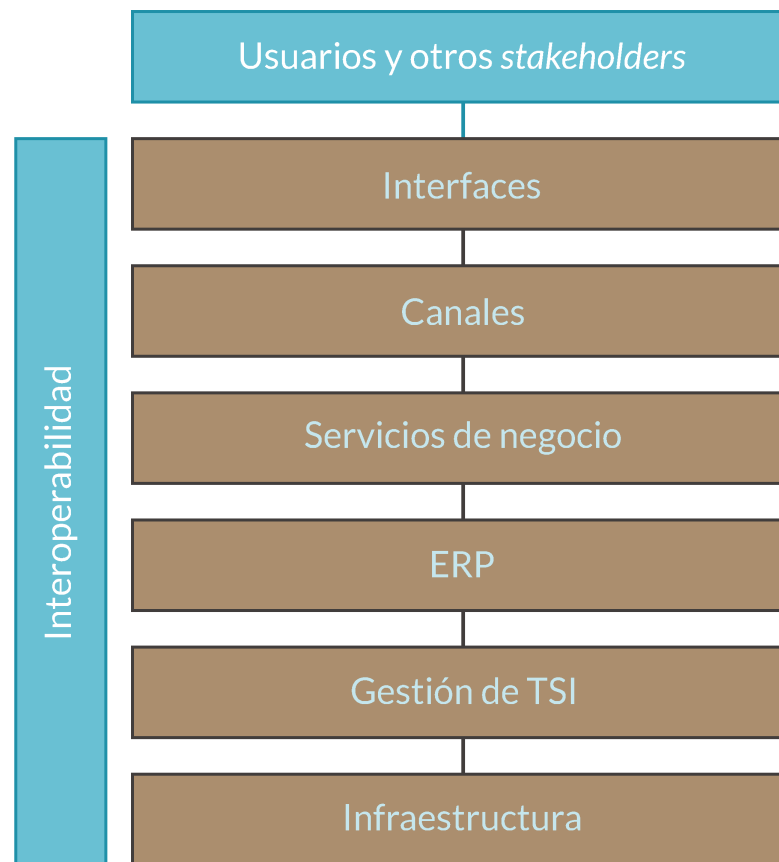 Usuarios y otros stakeholders
Interoperabilidad
Interfaces
Canales
Servicios de negocio
ERP
Gestión de TSI
Infraestructura